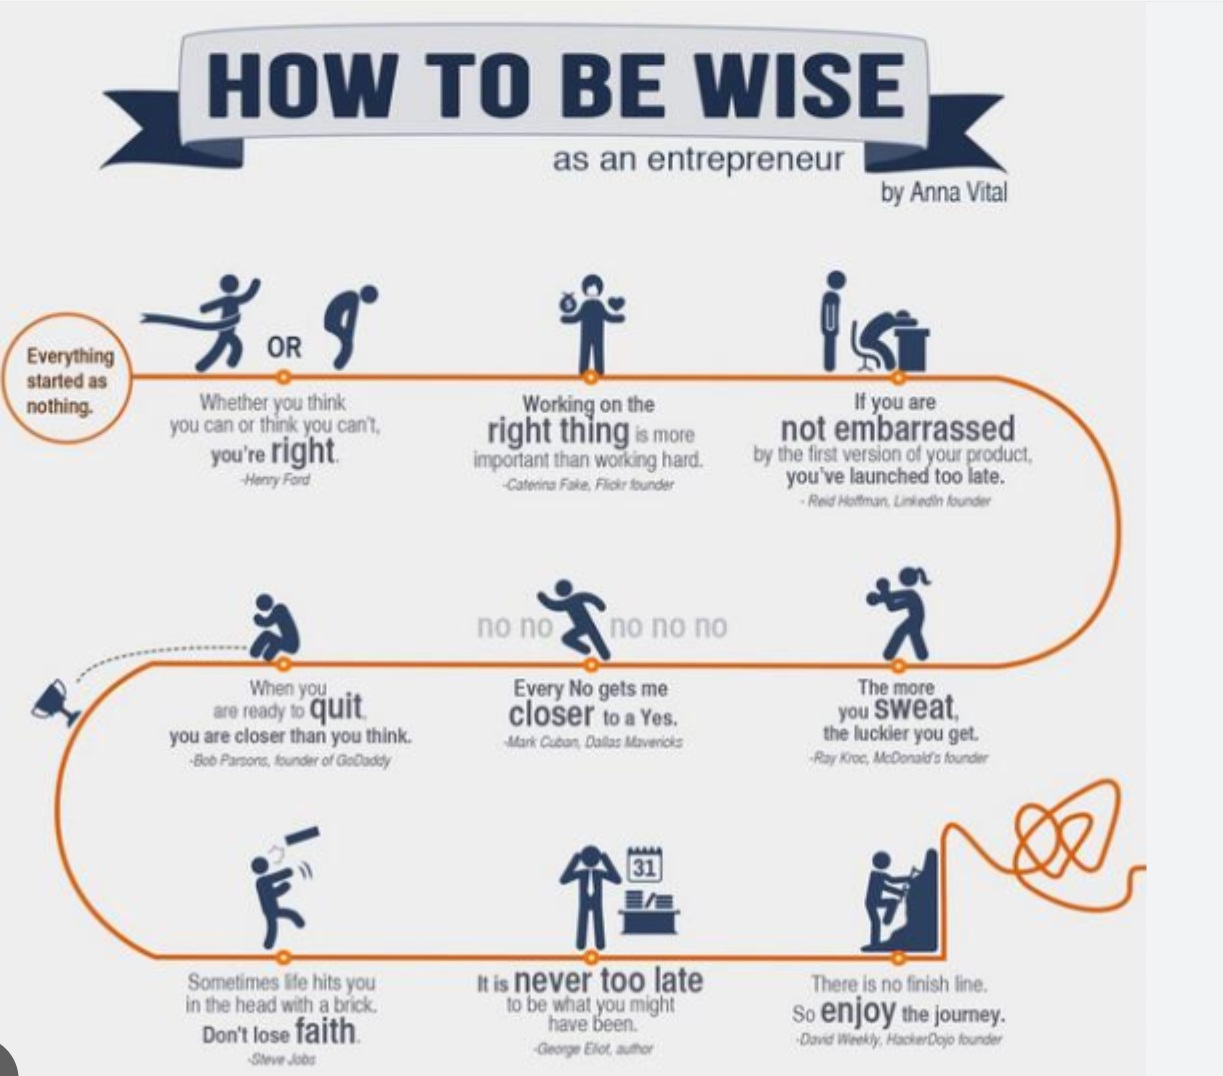 HOW TO BE WISE
as an entrepreneur
by Anna Vital
Everything
started as
nothing.
OR
Whether you think
you can or think you can't,
you're right.
-Henry Ford
Working on the
right thing is more
important than working hard.
-Caterina Fake, Flickr founder
If you are
not embarrassed
by the first version of your product,
you've launched too late.
- Reid Hoffman, LinkedIn founder
The more
you sweat,
the luckier you get.
-Ray Kroc, McDonald's founder
no no no no no
Every No gets me
closer to a Yes.
-Mark Cuban, Dallas Mavericks
When you
are ready to quit,
you are closer than you think.
-Bob Parsons, founder of GoDaddy
Sometimes life hits you
in the head with a brick.
Don't lose faith.
-Steve Jobs
31
It is never too late
to be what you might
have been.
-George Eliot, author
There is no finish line.
So enjoy the journey.
-David Weekly, HackerDojo founder